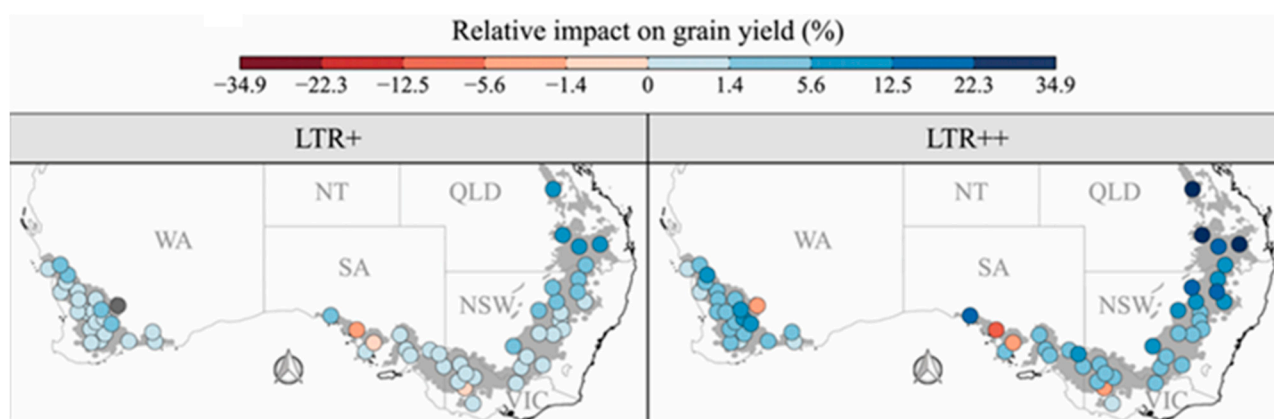 Relative impact on grain yield (%)
−34.9 −22.3 −12.5 −5.6 −1.4 0 1.4 5.6 12.5 22.3 34.9
LTR+ LTR++
NT QLD NT QLD
WA WA
SA SA
NSW NSW
VIC VIC